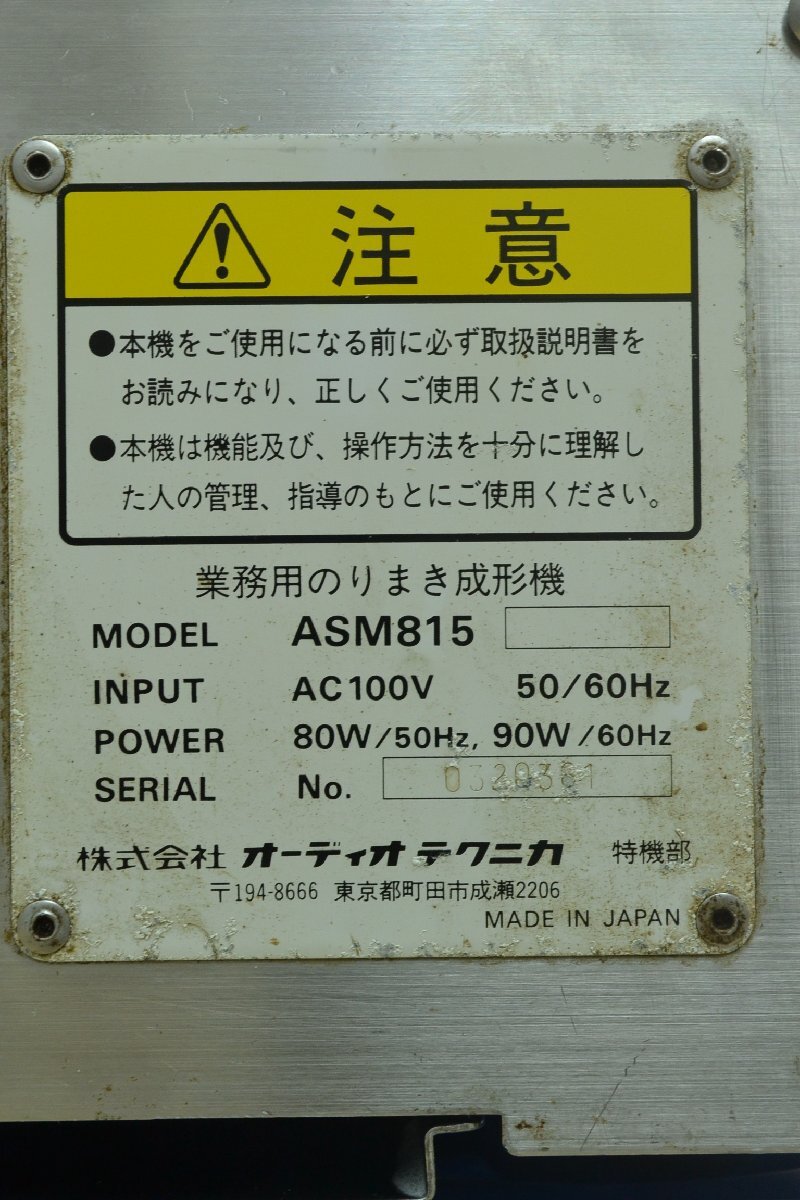 注意
●本機をご使用になる前に必ず取扱説明書を
お読みになり、正しくご使用ください。
●本機は機能及び、操作方法を十分に理解し
た人の管理、指導のもとにご使用ください。
業務用のりまき成形機
MODEL ASM815
INPUT AC100V 50/60Hz
POWER 80W/50Hz, 90W/60Hz
SERIAL No.
株式会社 オーディオテクニカ 特機部
〒194-8666 東京都町田市成瀬2206
MADE IN JAPAN